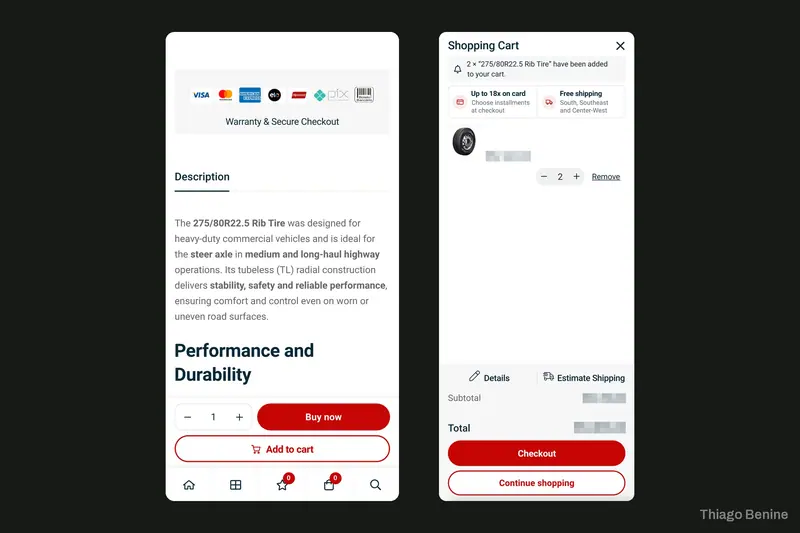 VISA
elo
pix
Warranty & Secure Checkout
Description
The 275/80R22.5 Rib Tire was designed for
heavy-duty commercial vehicles and is ideal for
the steer axle in medium and long-haul highway
operations. Its tubeless (TL) radial construction
delivers stability, safety and reliable performance,
ensuring comfort and control even on worn or
uneven road surfaces.
Performance and
Durability
− 1 +
Buy now
Add to cart
0
0
Shopping Cart
2 × "275/80R22.5 Rib Tire" have been added
to your cart.
Up to 18x on card
Choose installments
at checkout
Free shipping
South, Southeast
and Center-West
− 2 +
Remove
Details
Estimate Shipping
Subtotal
Total
Checkout
Continue shopping
Thiago Benine